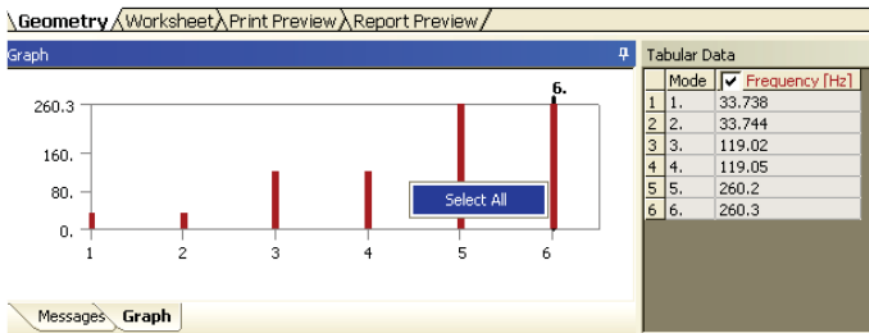 Geometry Worksheet Print Preview Report Preview
Graph
6.
260.3
160.
80.
0.
1 2 3 4 5 6
Select All
Messages Graph
Tabular Data
Mode Frequency [Hz]
1 1. 33.738
2 2. 33.744
3 3. 119.02
4 4. 119.05
5 5. 260.2
6 6. 260.3